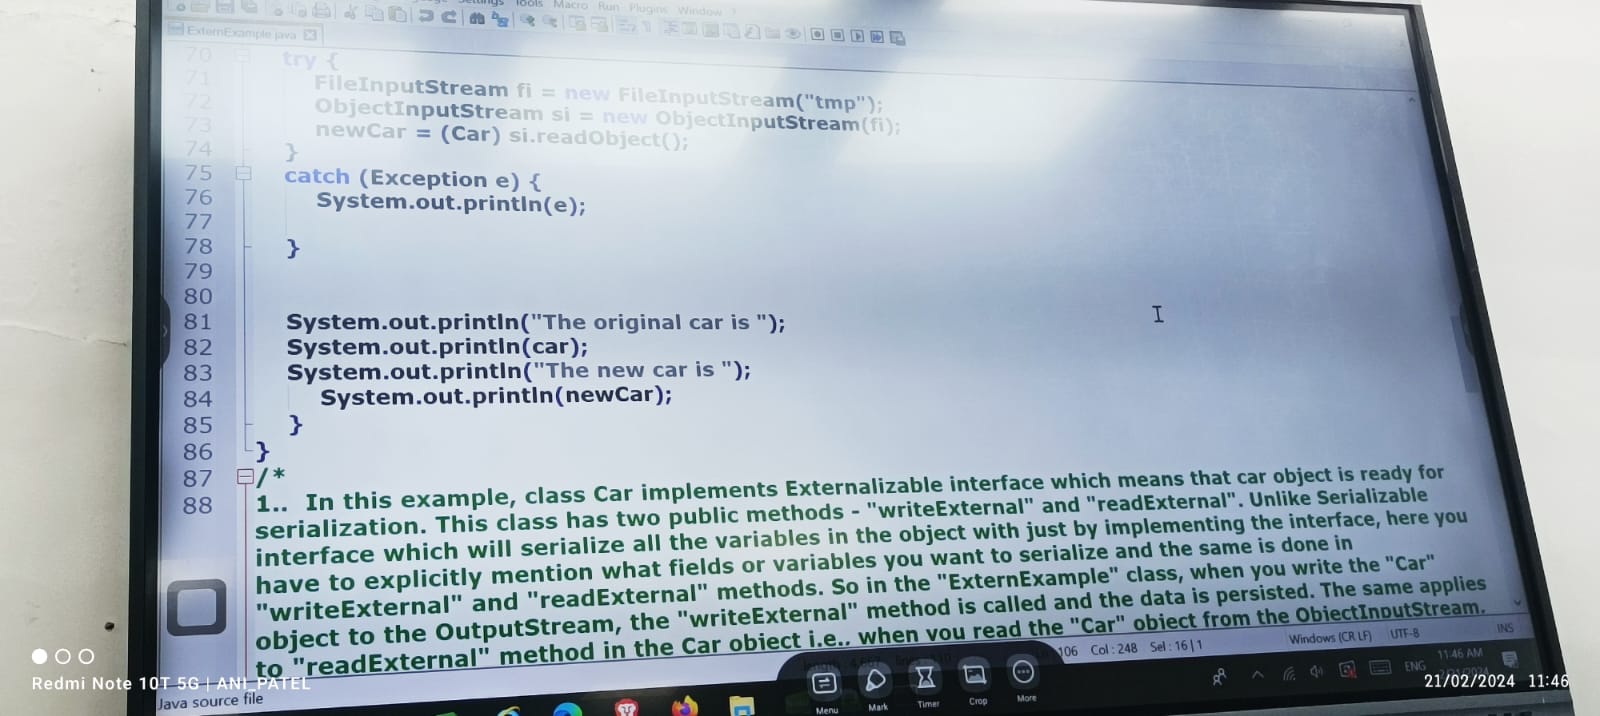 Settings Tools Macro Run Plugins Window ?
ExternExample.java
70 try {
71 FileInputStream fi = new FileInputStream("tmp");
72 ObjectInputStream si = new ObjectInputStream(fi);
73 newCar = (Car) si.readObject();
74 }
75 catch (Exception e) {
76 System.out.println(e);
77
78 }
79
80
81 System.out.println("The original car is ");
82 System.out.println(car);
83 System.out.println("The new car is ");
84 System.out.println(newCar);
85 }
86 }
87 /*
88 1.. In this example, class Car implements Externalizable interface which means that car object is ready for
serialization. This class has two public methods - "writeExternal" and "readExternal". Unlike Serializable
interface which will serialize all the variables in the object with just by implementing the interface, here you
have to explicitly mention what fields or variables you want to serialize and the same is done in
"writeExternal" and "readExternal" methods. So in the "ExternExample" class, when you write the "Car"
object to the OutputStream, the "writeExternal" method is called and the data is persisted. The same applies
to "readExternal" method in the Car object i.e.. when you read the "Car" object from the ObjectInputStream.
Java source file
106 Col : 248 Sel : 16 | 1
Windows (CR LF) UTF-8 INS
Menu Mark Timer Crop More
ENG 11:46 AM
Redmi Note 10T 5G | ANI_PATEL
21/02/2024 11:46